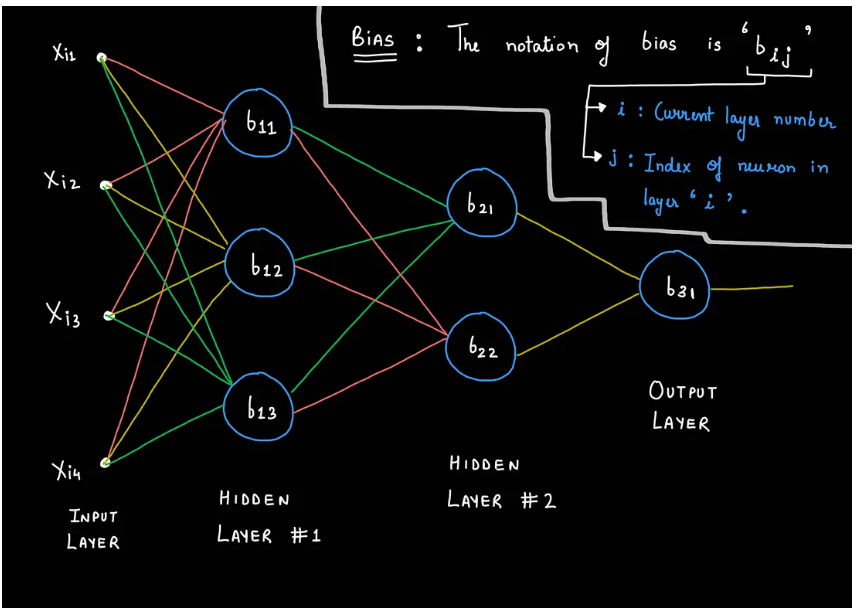 BIAS : The notation of bias is ‘bij’
i : Current layer number
j : Index of neuron in
layer ‘i’.
Xi1
Xi2
Xi3
Xi4
INPUT
LAYER
b11
b12
b13
HIDDEN
LAYER #1
b21
b22
HIDDEN
LAYER #2
b31
OUTPUT
LAYER